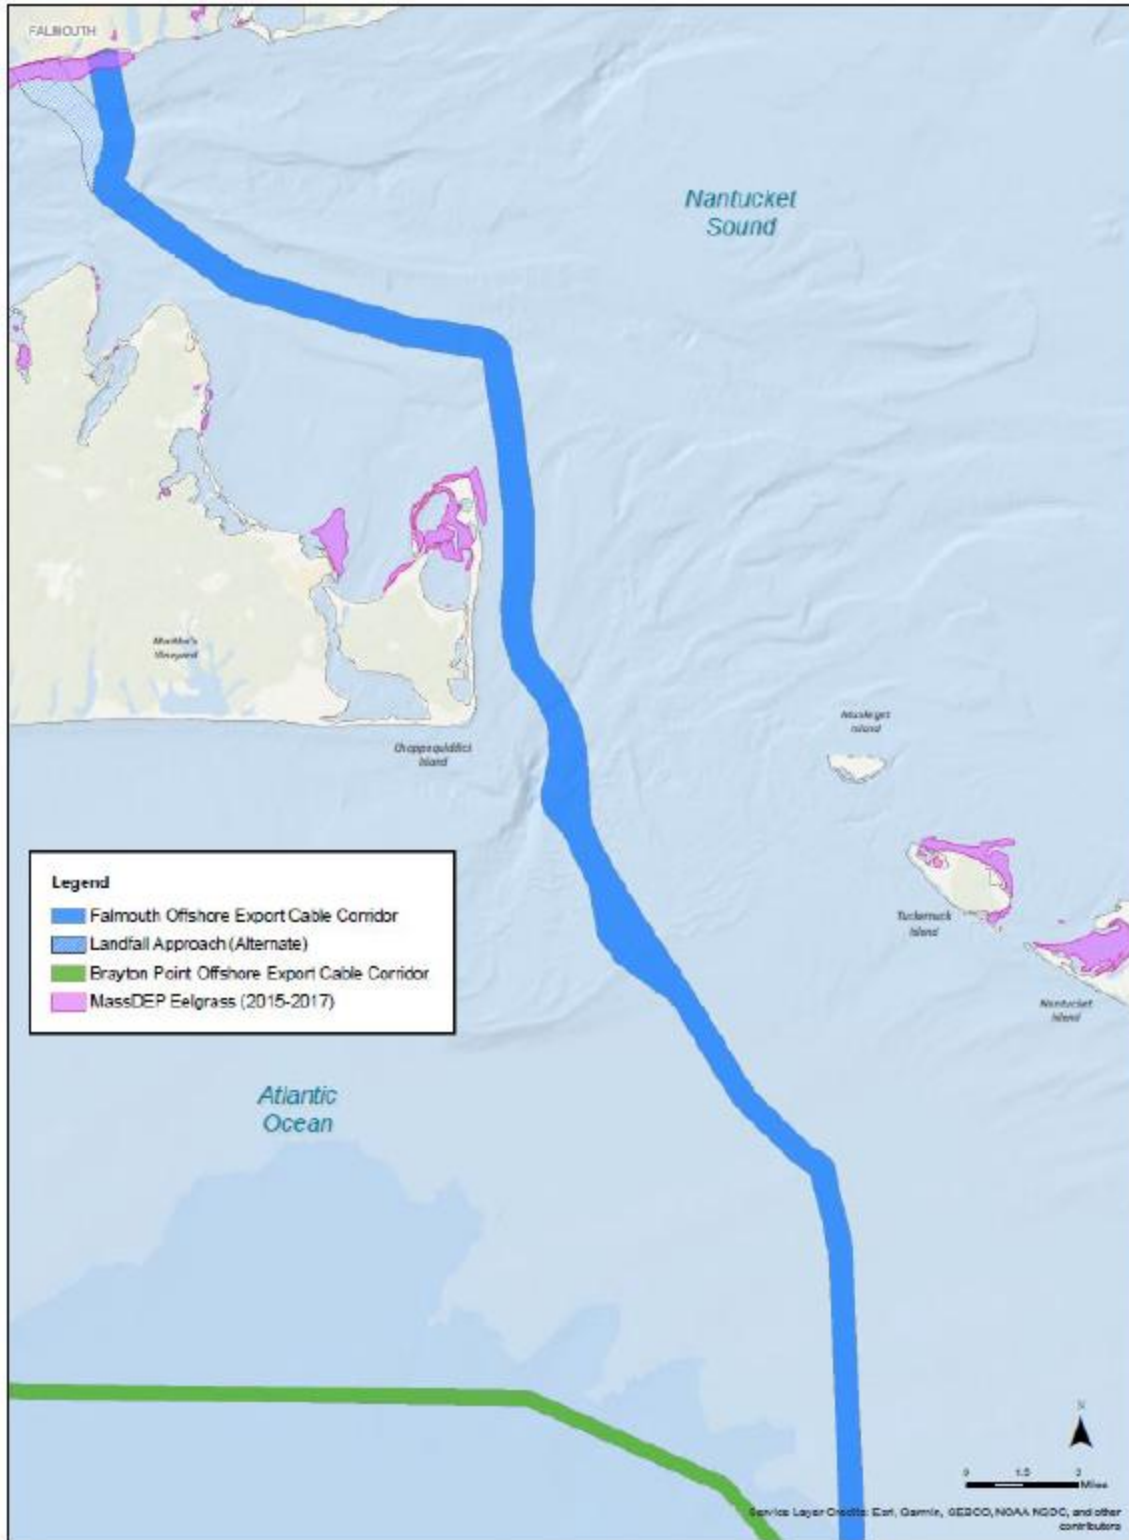 FALMOUTH
Nantucket
Sound
Martha's
Vineyard
Muskeget
Island
Chappaquiddick
Island
Tuckernuck
Island
Nantucket
Island
Legend
Falmouth Offshore Export Cable Corridor
Landfall Approach (Alternate)
Brayton Point Offshore Export Cable Corridor
MassDEP Eelgrass (2015-2017)
Atlantic
Ocean
N
0 1.5 3
Miles
Service Layer Credits: Esri, Garmin, GEBCO, NOAA NGDC, and other
contributors